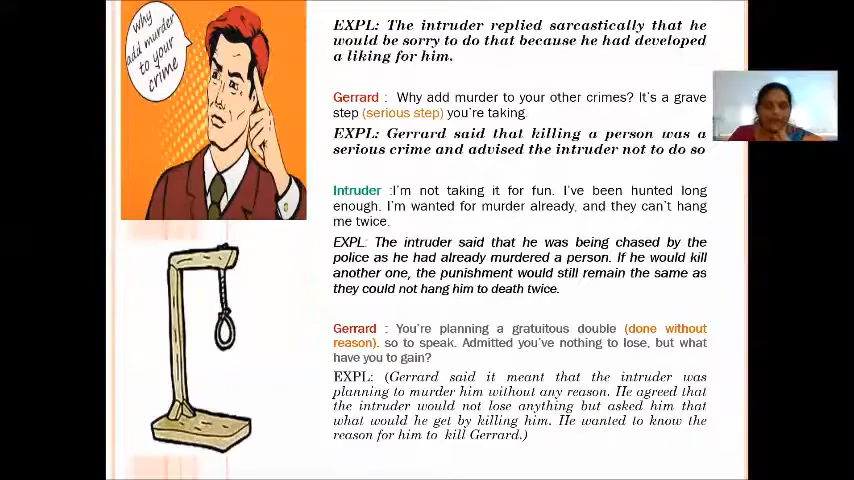 Why
add murder
to your
crime
EXPL: The intruder replied sarcastically that he
would be sorry to do that because he had developed
a liking for him.
Gerrard : Why add murder to your other crimes? It's a grave
step (serious step) you're taking.
EXPL: Gerrard said that killing a person was a
serious crime and advised the intruder not to do so
Intruder :I'm not taking it for fun. I've been hunted long
enough. I'm wanted for murder already, and they can't hang
me twice.
EXPL: The intruder said that he was being chased by the
police as he had already murdered a person. If he would kill
another one, the punishment would still remain the same as
they could not hang him to death twice.
Gerrard : You're planning a gratuitous double (done without
reason). so to speak. Admitted you've nothing to lose, but what
have you to gain?
EXPL: (Gerrard said it meant that the intruder was
planning to murder him without any reason. He agreed that
the intruder would not lose anything but asked him that
what would he get by killing him. He wanted to know the
reason for him to kill Gerrard.)